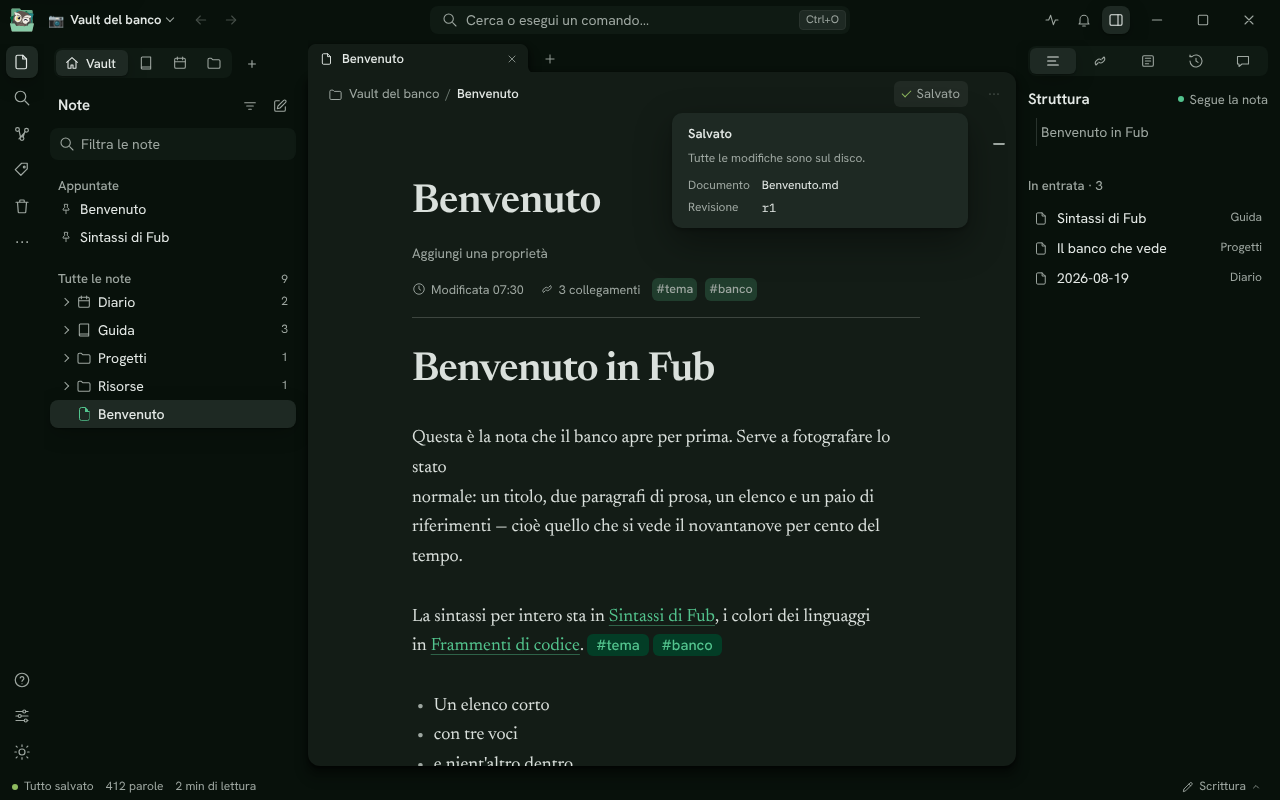 Vault del banco
Cerca o esegui un comando...
Ctrl+O
Vault
Benvenuto
Note
Filtra le note
Appuntate
Benvenuto
Sintassi di Fub
Tutte le note 9
Diario 2
Guida 3
Progetti 1
Risorse 1
Benvenuto
Vault del banco / Benvenuto
Salvato
Salvato
Tutte le modifiche sono sul disco.
Documento Benvenuto.md
Revisione r1
Benvenuto
Aggiungi una proprietà
Modificata 07:30 3 collegamenti #tema #banco
Benvenuto in Fub
Questa è la nota che il banco apre per prima. Serve a fotografare lo
stato
normale: un titolo, due paragrafi di prosa, un elenco e un paio di
riferimenti — cioè quello che si vede il novantanove per cento del
tempo.
La sintassi per intero sta in Sintassi di Fub, i colori dei linguaggi
in Frammenti di codice. #tema #banco
• Un elenco corto
• con tre voci
• e nient'altro dentro
Struttura
Segue la nota
Benvenuto in Fub
In entrata · 3
Sintassi di Fub Guida
Il banco che vede Progetti
2026-08-19 Diario
Tutto salvato 412 parole 2 min di lettura
Scrittura